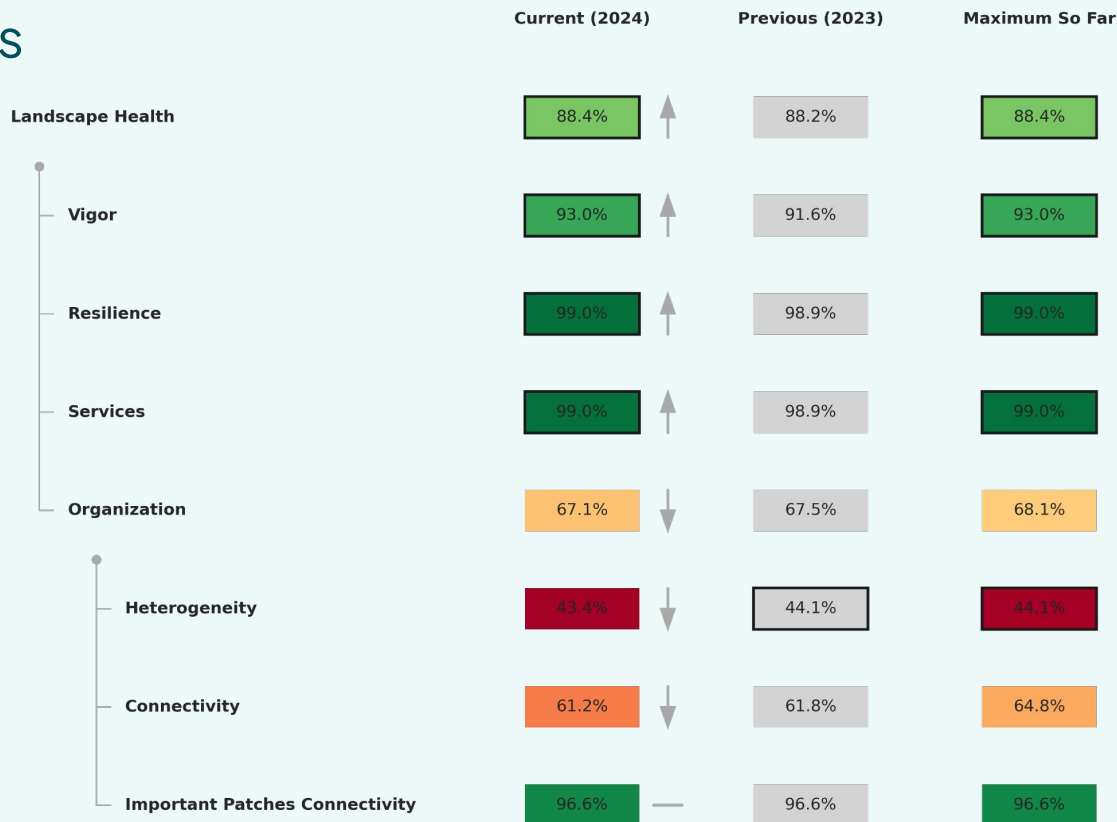 Current (2024) Previous (2023) Maximum So Far
s
Landscape Health 88.4% 88.2% 88.4%
Vigor 93.0% 91.6% 93.0%
Resilience 99.0% 98.9% 99.0%
Services 99.0% 98.9% 99.0%
Organization 67.1% 67.5% 68.1%
Heterogeneity 43.4% 44.1% 44.1%
Connectivity 61.2% 61.8% 64.8%
Important Patches Connectivity 96.6% 96.6% 96.6%